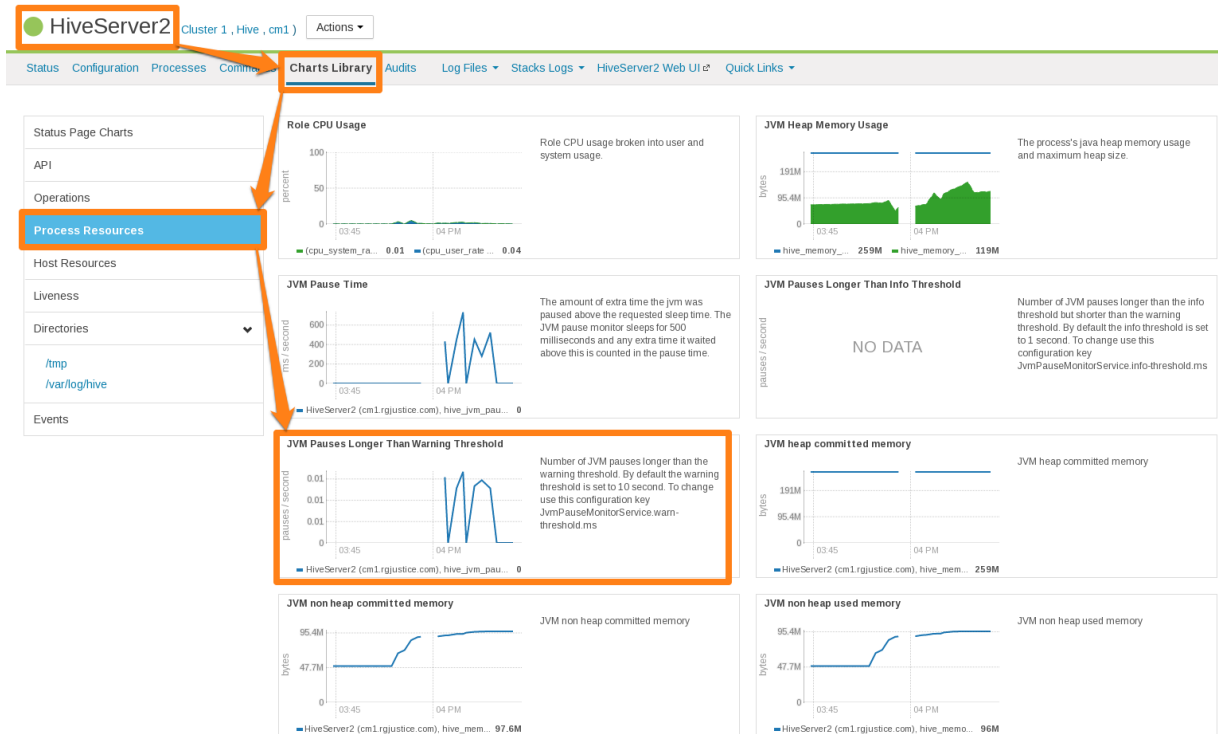 HiveServer2 ( Cluster 1 , Hive , cm1 ) Actions
Status Configuration Processes Comma Charts Library Audits Log Files Stacks Logs HiveServer2 Web UI Quick Links
Status Page Charts
API
Operations
Process Resources
Host Resources
Liveness
Directories
/tmp
/var/log/hive
Events
Role CPU Usage
Role CPU usage broken into user and
system usage.
percent
100
50
0
03:45 04 PM
(cpu_system_ra... 0.01 (cpu_user_rate ... 0.04
JVM Heap Memory Usage
The process's java heap memory usage
and maximum heap size.
bytes
191M
95.4M
0
03:45 04 PM
hive_memory_... 259M hive_memory_... 119M
JVM Pause Time
The amount of extra time the jvm was
paused above the requested sleep time. The
JVM pause monitor sleeps for 500
milliseconds and any extra time it waited
above this is counted in the pause time.
ms / second
600
400
200
0
03:45 04 PM
HiveServer2 (cm1.rgjustice.com), hive_jvm_pau... 0
JVM Pauses Longer Than Info Threshold
Number of JVM pauses longer than the info
threshold but shorter than the warning
threshold. By default the info threshold is set
to 1 second. To change use this
configuration key
JvmPauseMonitorService.info-threshold.ms
pauses / second
NO DATA
JVM Pauses Longer Than Warning Threshold
Number of JVM pauses longer than the
warning threshold. By default the warning
threshold is set to 10 second. To change
use this configuration key
JvmPauseMonitorService.warn-
threshold.ms
pauses / second
0.01
0.01
0.01
0
03:45 04 PM
HiveServer2 (cm1.rgjustice.com), hive_jvm_pau... 0
JVM heap committed memory
JVM heap committed memory
bytes
191M
95.4M
0
03:45 04 PM
HiveServer2 (cm1.rgjustice.com), hive_mem... 259M
JVM non heap committed memory
JVM non heap committed memory
bytes
95.4M
47.7M
0
03:45 04 PM
HiveServer2 (cm1.rgjustice.com), hive_mem... 97.6M
JVM non heap used memory
JVM non heap used memory
bytes
95.4M
47.7M
0
03:45 04 PM
HiveServer2 (cm1.rgjustice.com), hive_memo... 96M